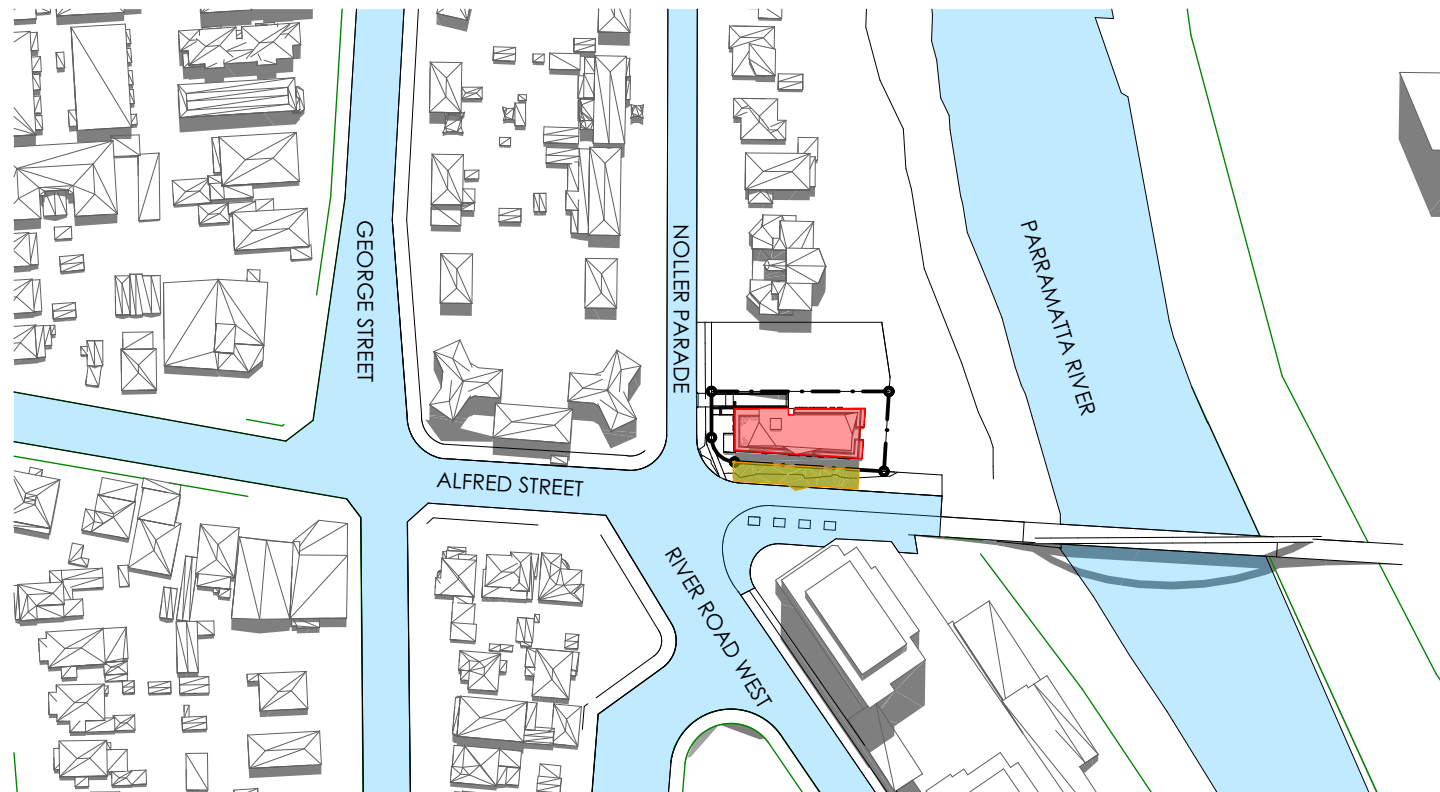 GEORGE STREET
NOLLER PARADE
PARRAMATTA RIVER
ALFRED STREET
RIVER ROAD WEST